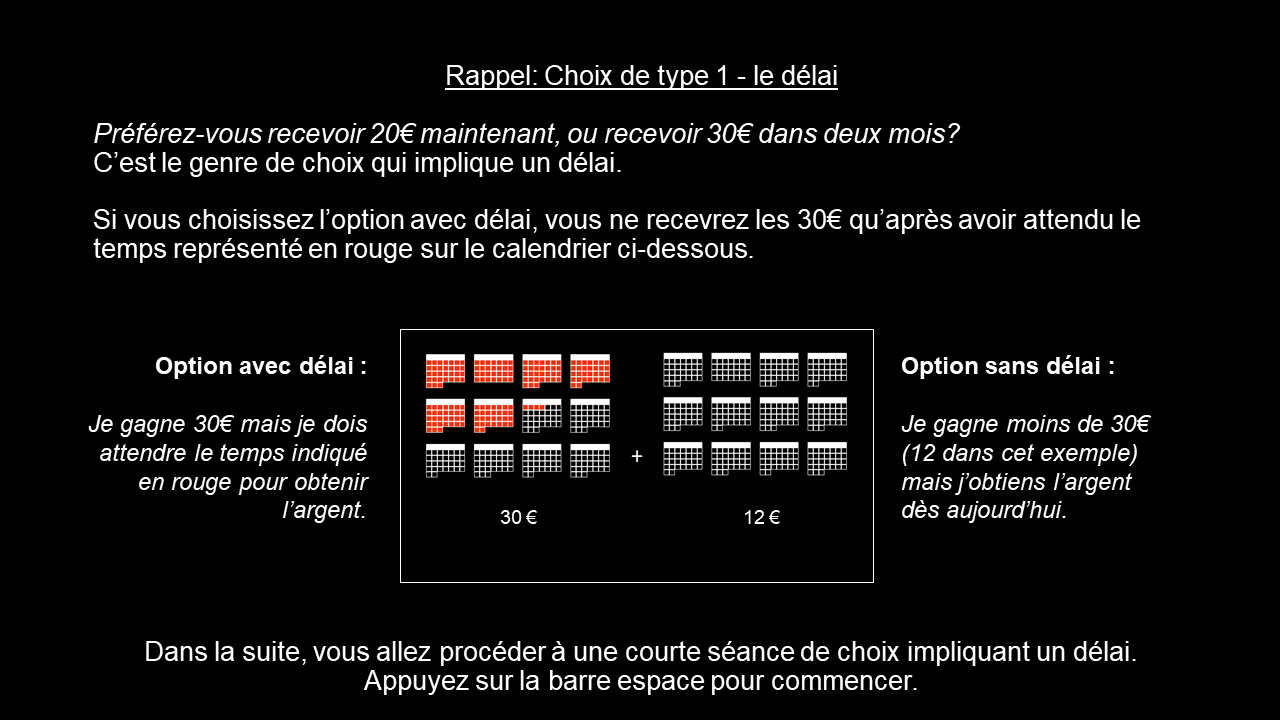 Rappel: Choix de type 1 - le délai
Préférez-vous recevoir 20€ maintenant, ou recevoir 30€ dans deux mois?
C’est le genre de choix qui implique un délai.
Si vous choisissez l’option avec délai, vous ne recevrez les 30€ qu’après avoir attendu le
temps représenté en rouge sur le calendrier ci-dessous.
Option avec délai :
Je gagne 30€ mais je dois
attendre le temps indiqué
en rouge pour obtenir
l’argent.
+
30 €
12 €
Option sans délai :
Je gagne moins de 30€
(12 dans cet exemple)
mais j’obtiens l’argent
dès aujourd’hui.
Dans la suite, vous allez procéder à une courte séance de choix impliquant un délai.
Appuyez sur la barre espace pour commencer.